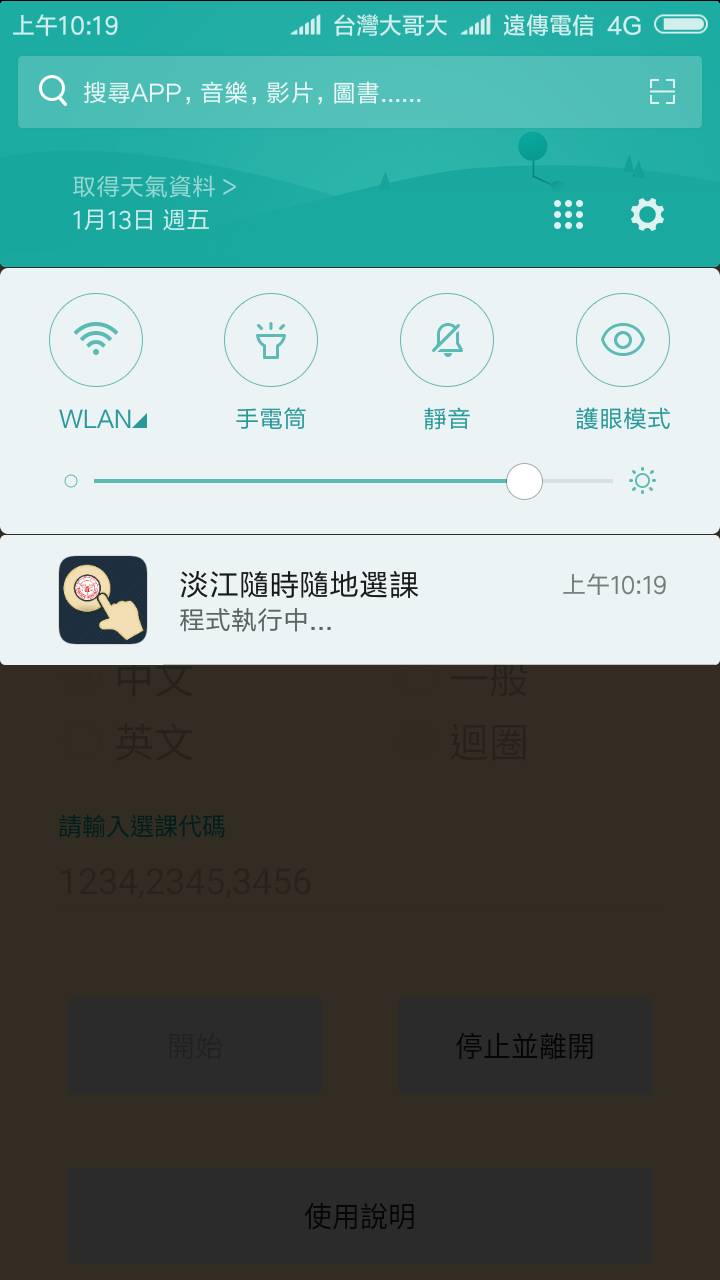 上午10:19 台灣大哥大 遠傳電信 4G
搜尋APP, 音樂, 影片, 圖書......
取得天氣資料 >
1月13日 週五
WLAN 手電筒 靜音 護眼模式
淡江隨時隨地選課 上午10:19
程式執行中...
中文 一般
英文 迴圈
請輸入選課代碼
1234,2345,3456
開始 停止並離開
使用說明